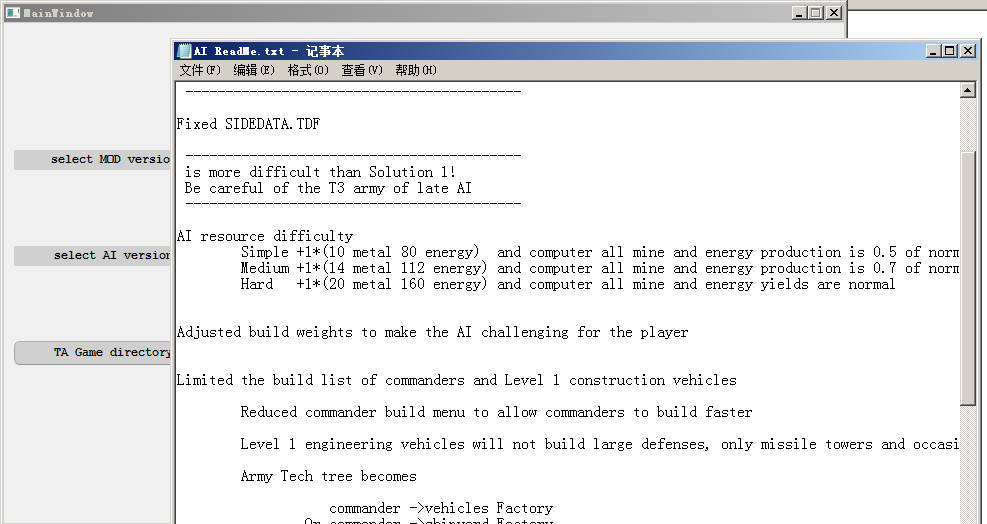 MainWindow
AI ReadMe.txt - 记事本
文件(F) 编辑(E) 格式(O) 查看(V) 帮助(H)
------------------------------------------
Fixed SIDEDATA.TDF
------------------------------------------
is more difficult than Solution 1!
Be careful of the T3 army of late AI
------------------------------------------
AI resource difficulty
Simple +1*(10 metal 80 energy)  and computer all mine and energy production is 0.5 of norm
Medium +1*(14 metal 112 energy) and computer all mine and energy production is 0.7 of norm
Hard   +1*(20 metal 160 energy) and computer all mine and energy yields are normal
Adjusted build weights to make the AI challenging for the player
Limited the build list of commanders and Level 1 construction vehicles
Reduced commander build menu to allow commanders to build faster
Level 1 engineering vehicles will not build large defenses, only missile towers and occasi
Army Tech tree becomes
commander ->vehicles Factory
Or commander ->shipyard Factory
select MOD versio
select AI version
TA Game directory